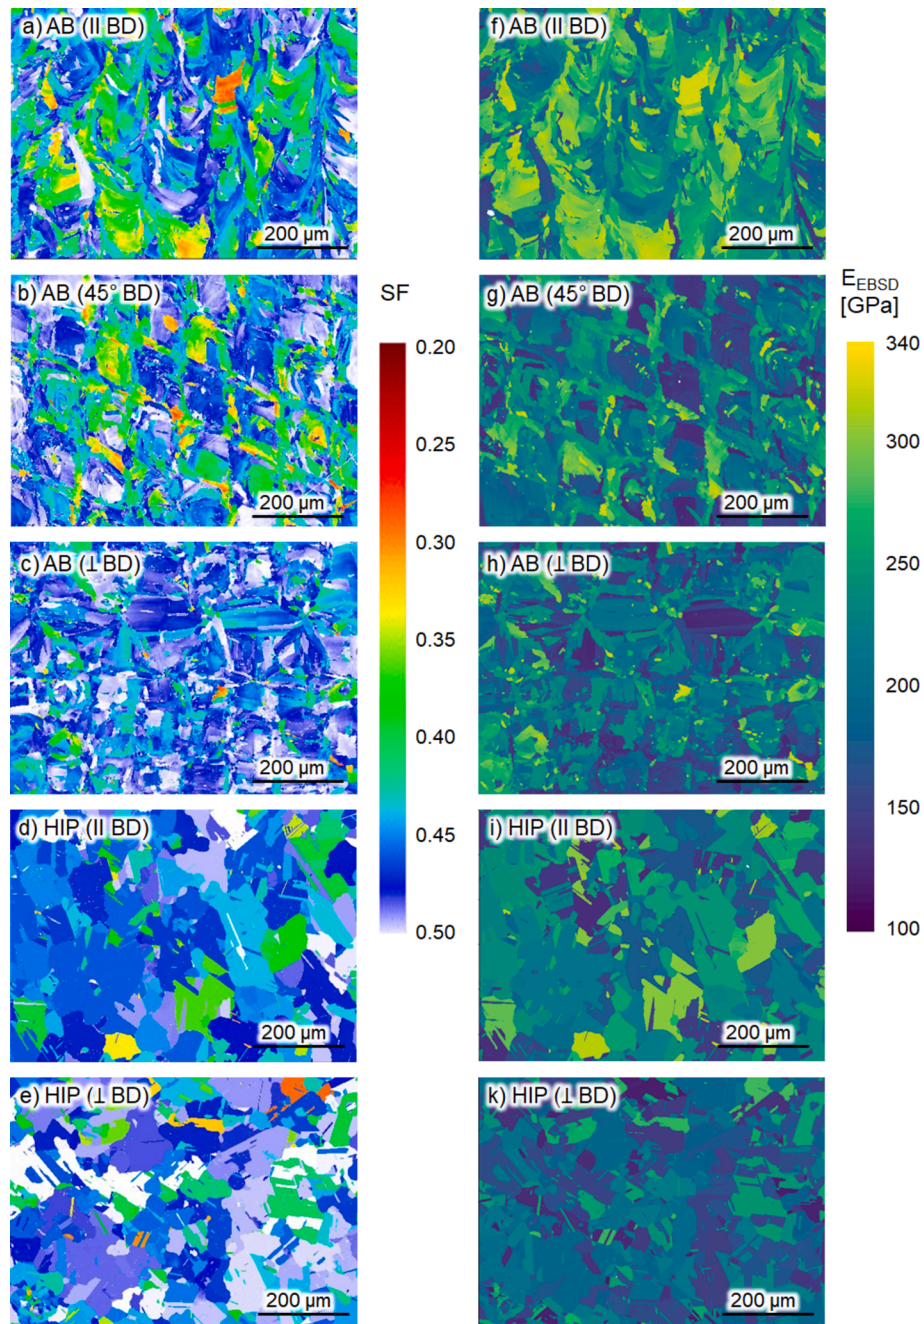 a) AB (II BD)
200 µm
f) AB (II BD)
200 µm
b) AB (45° BD)
200 µm
SF
0.20
0.25
0.30
0.35
0.40
0.45
0.50
g) AB (45° BD)
200 µm
E_EBSD
[GPa]
340
300
250
200
150
100
c) AB (⊥ BD)
200 µm
h) AB (⊥ BD)
200 µm
d) HIP (II BD)
200 µm
i) HIP (II BD)
200 µm
e) HIP (⊥ BD)
200 µm
k) HIP (⊥ BD)
200 µm